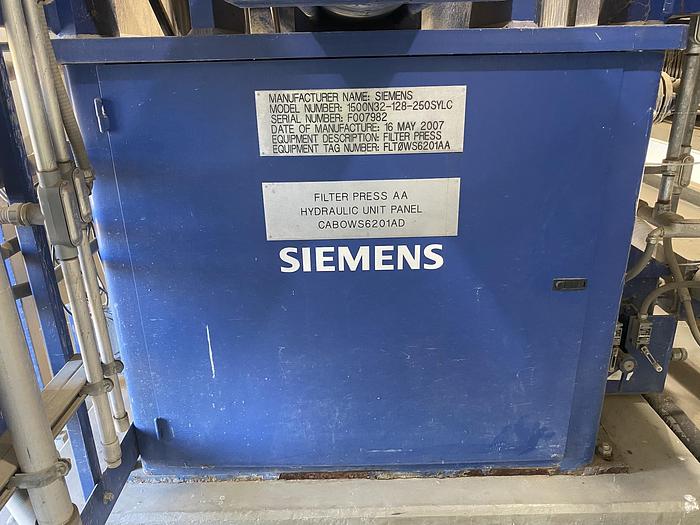 MANUFACTURER NAME: SIEMENS
MODEL NUMBER: 1500N32-128-250SYLC
SERIAL NUMBER: F007982
DATE OF MANUFACTURE: 16 MAY 2007
EQUIPMENT DESCRIPTION: FILTER PRESS
EQUIPMENT TAG NUMBER: FLTØWS6201AA
FILTER PRESS AA
HYDRAULIC UNIT PANEL
CABOWS6201AD
SIEMENS